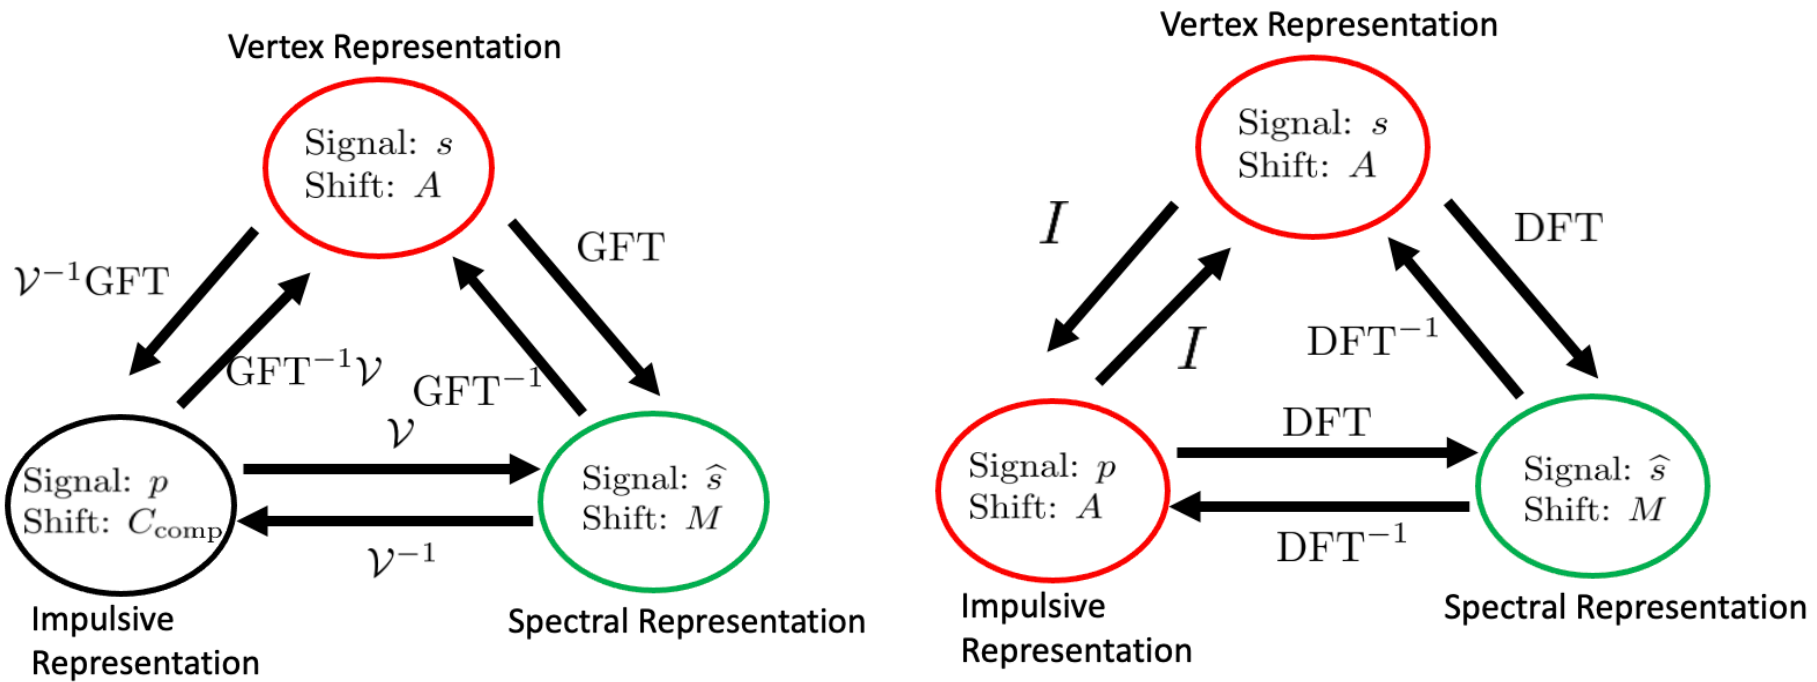 Vertex Representation
Signal: s
Shift: A
𝒱⁻¹GFT
GFT
GFT⁻¹𝒱
GFT⁻¹
𝒱
Signal: p
Shift: C_comp
Signal: ŝ
Shift: M
𝒱⁻¹
Impulsive
Representation
Spectral Representation
Vertex Representation
Signal: s
Shift: A
I
DFT
I
DFT⁻¹
DFT
Signal: p
Shift: A
Signal: ŝ
Shift: M
DFT⁻¹
Impulsive
Representation
Spectral Representation